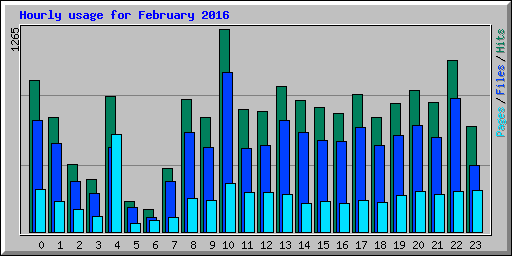 Hourly usage for February 2016
1265
Pages/Files/Hits
0 1 2 3 4 5 6 7 8 9 10 11 12 13 14 15 16 17 18 19 20 21 22 23